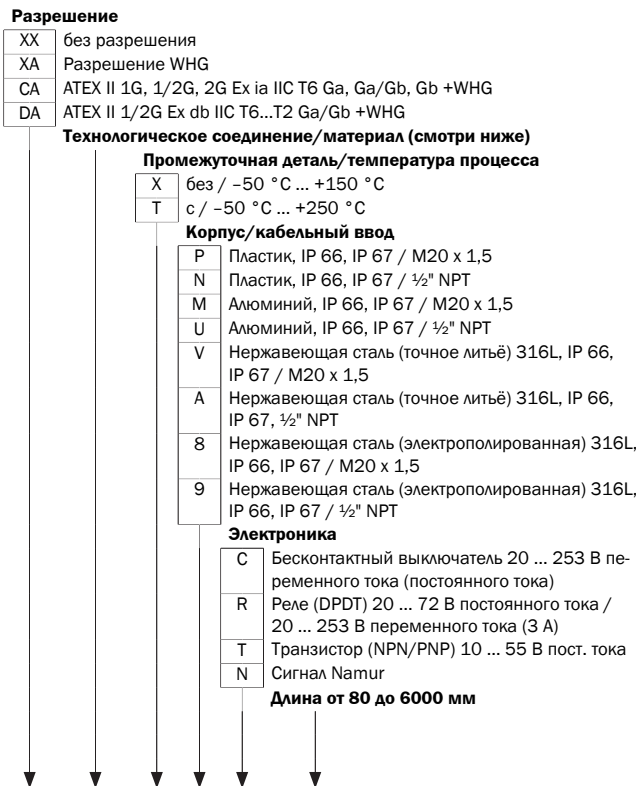 Разрешение
XX без разрешения
XA Разрешение WHG
CA ATEX II 1G, 1/2G, 2G Ex ia IIC T6 Ga, Ga/Gb, Gb +WHG
DA ATEX II 1/2G Ex db IIC T6...T2 Ga/Gb +WHG
Технологическое соединение/материал (смотри ниже)
Промежуточная деталь/температура процесса
X без / –50 °C ... +150 °C
T с / –50 °C ... +250 °C
Корпус/кабельный ввод
P Пластик, IP 66, IP 67 / M20 x 1,5
N Пластик, IP 66, IP 67 / ½" NPT
M Алюминий, IP 66, IP 67 / M20 x 1,5
U Алюминий, IP 66, IP 67 / ½" NPT
V Нержавеющая сталь (точное литьё) 316L, IP 66,
IP 67 / M20 x 1,5
A Нержавеющая сталь (точное литьё) 316L, IP 66,
IP 67, ½" NPT
8 Нержавеющая сталь (электрополированная) 316L,
IP 66, IP 67 / M20 x 1,5
9 Нержавеющая сталь (электрополированная) 316L,
IP 66, IP 67 / ½" NPT
Электроника
C Бесконтактный выключатель 20 ... 253 В пе-
ременного тока (постоянного тока)
R Реле (DPDT) 20 ... 72 В постоянного тока /
20 ... 253 В переменного тока (3 A)
T Транзистор (NPN/PNP) 10 ... 55 В пост. тока
N Сигнал Namur
Длина от 80 до 6000 мм